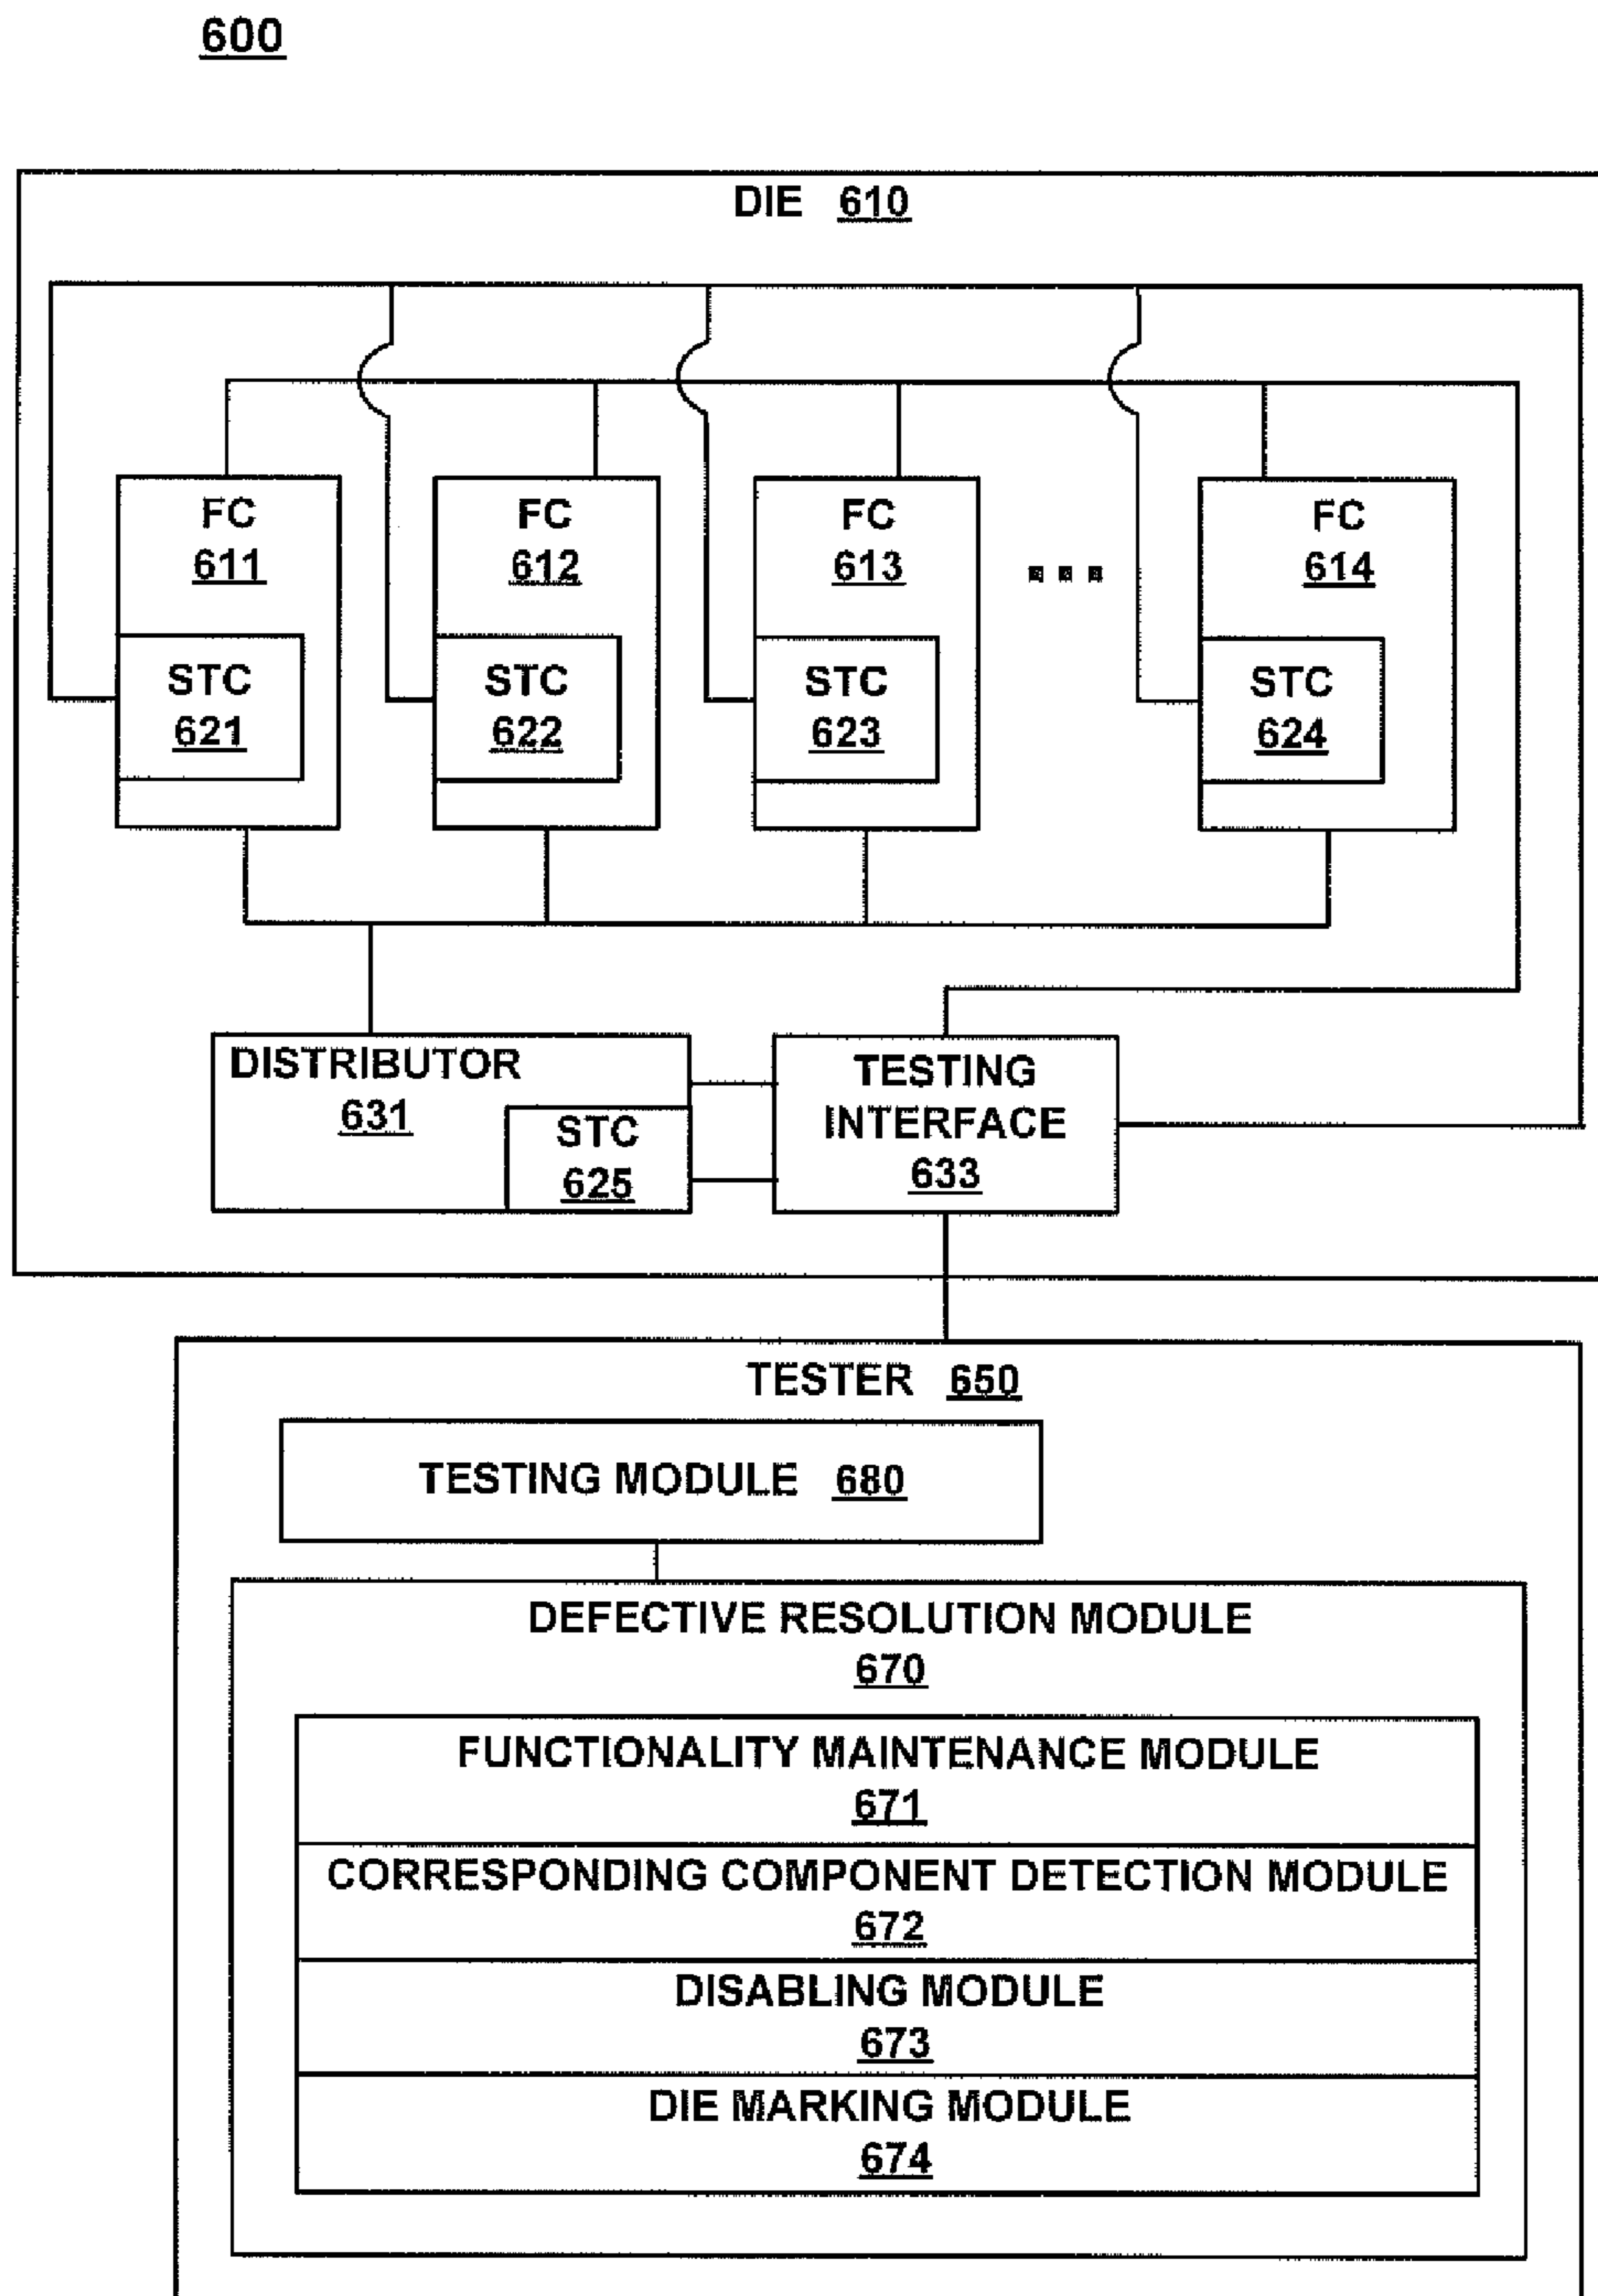 600
DIE 610
FC
611
FC
612
FC
613
FC
614
STC
621
STC
622
STC
623
STC
624
DISTRIBUTOR
631
STC
625
TESTING
INTERFACE
633
TESTER 650
TESTING MODULE 680
DEFECTIVE RESOLUTION MODULE
670
FUNCTIONALITY MAINTENANCE MODULE
671
CORRESPONDING COMPONENT DETECTION MODULE
672
DISABLING MODULE
673
DIE MARKING MODULE
674